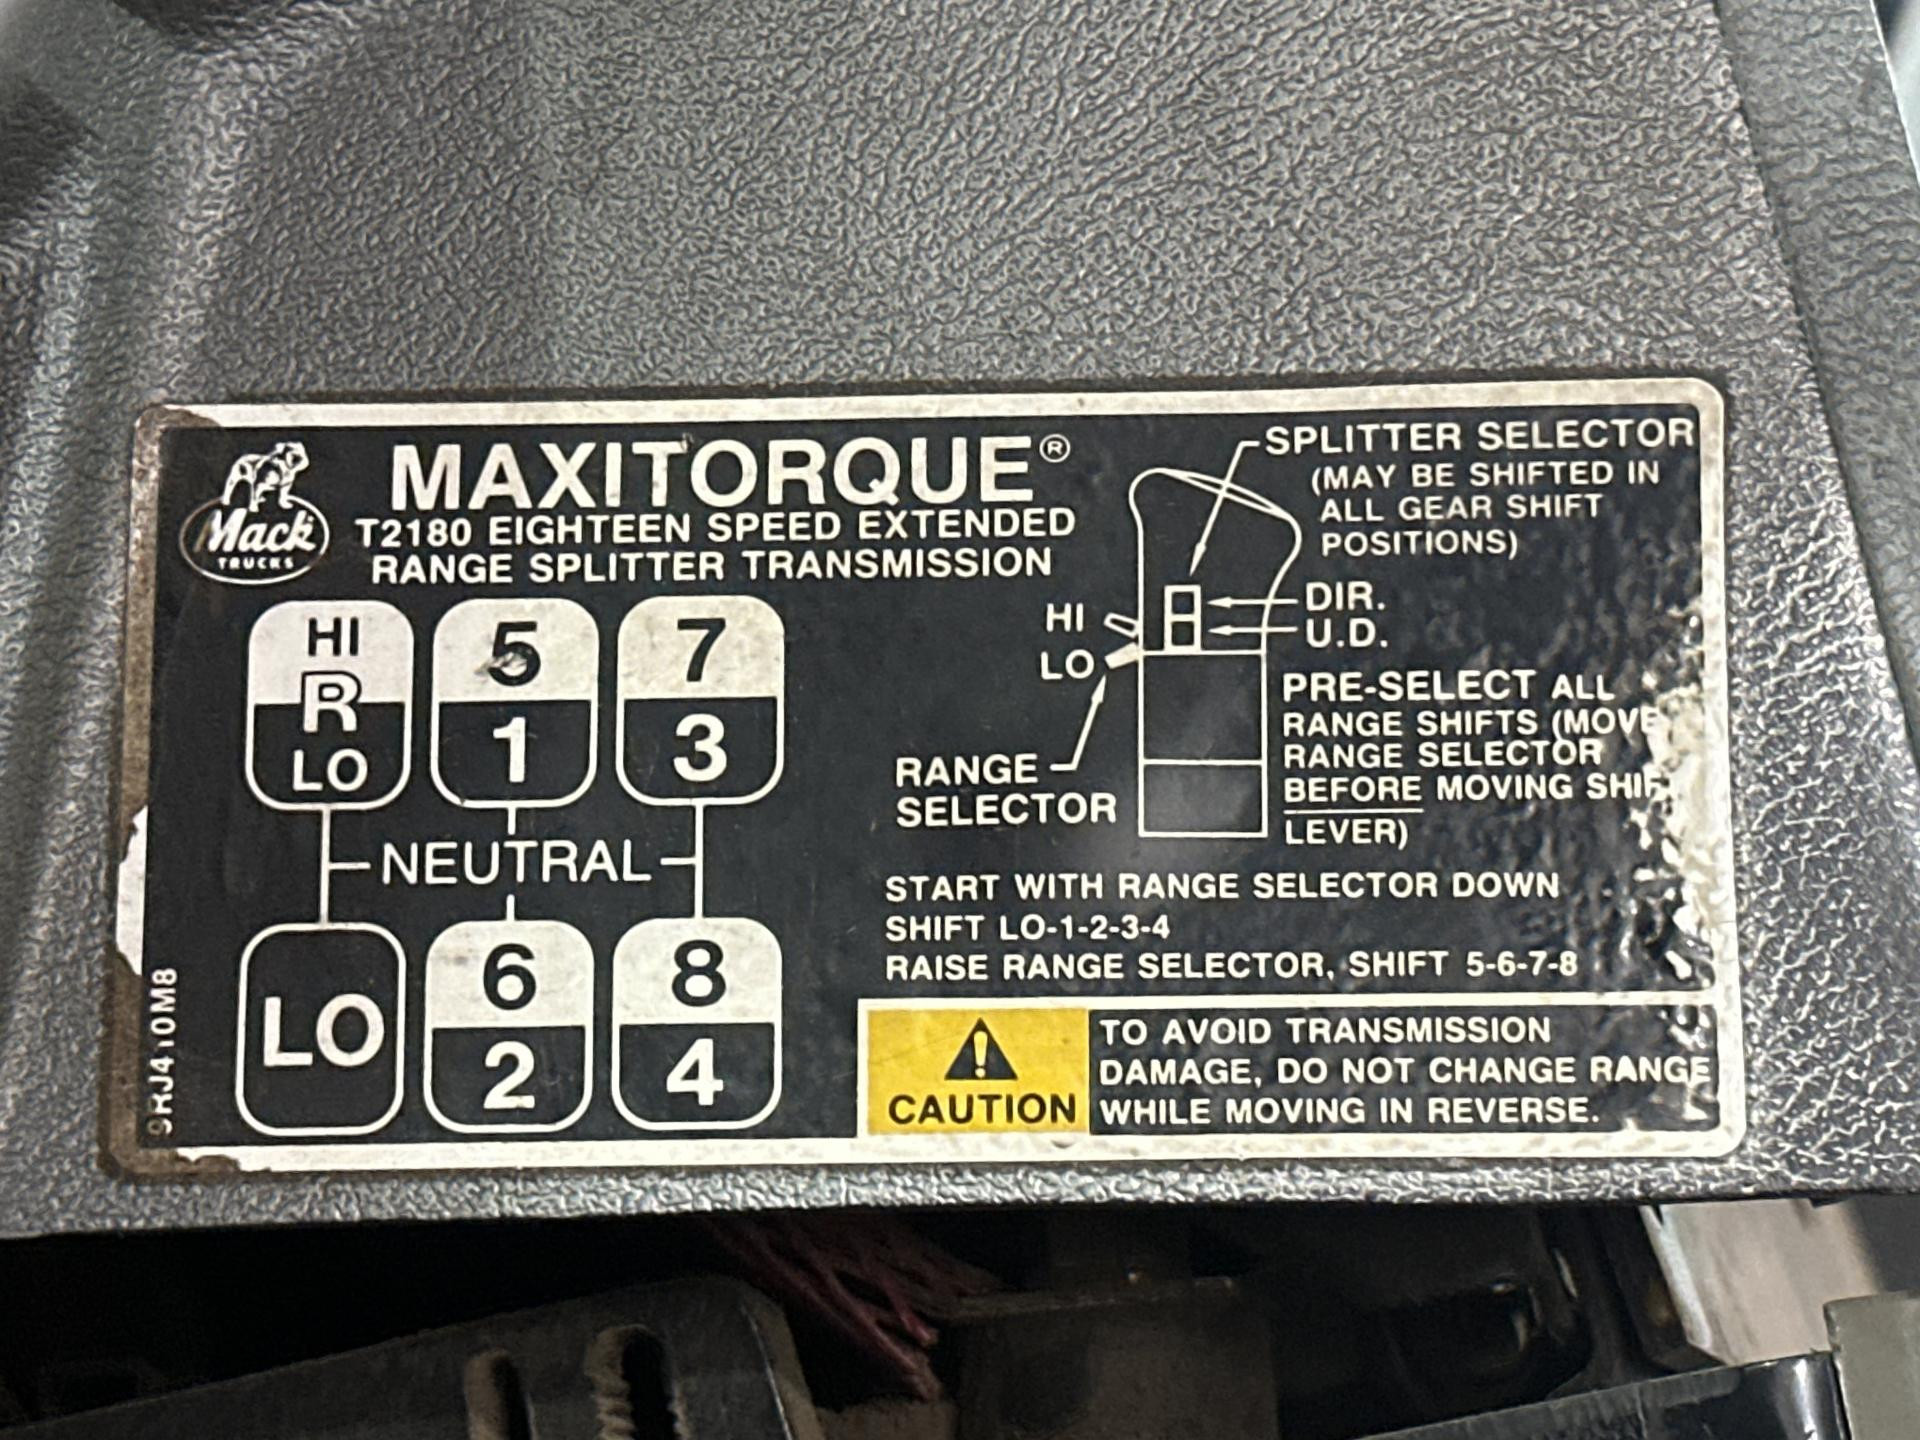 Mack
TRUCKS
MAXITORQUE®
T2180 EIGHTEEN SPEED EXTENDED
RANGE SPLITTER TRANSMISSION
HI
R
LO
5
1
7
3
NEUTRAL
LO
6
2
8
4
9RJ410M8
SPLITTER SELECTOR
(MAY BE SHIFTED IN
ALL GEAR SHIFT
POSITIONS)
HI
LO
DIR.
U.D.
RANGE
SELECTOR
PRE-SELECT ALL
RANGE SHIFTS (MOVE
RANGE SELECTOR
BEFORE MOVING SHIF
LEVER)
START WITH RANGE SELECTOR DOWN
SHIFT LO-1-2-3-4
RAISE RANGE SELECTOR, SHIFT 5-6-7-8
CAUTION
TO AVOID TRANSMISSION
DAMAGE, DO NOT CHANGE RANGE
WHILE MOVING IN REVERSE.